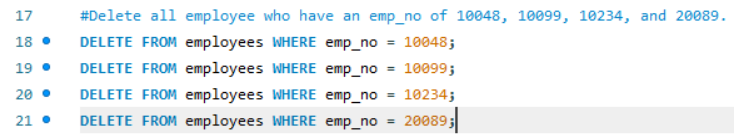 17 #Delete all employee who have an emp_no of 10048, 10099, 10234, and 20089.
18 DELETE FROM employees WHERE emp_no = 10048;
19 DELETE FROM employees WHERE emp_no = 10099;
20 DELETE FROM employees WHERE emp_no = 10234;
21 DELETE FROM employees WHERE emp_no = 20089;